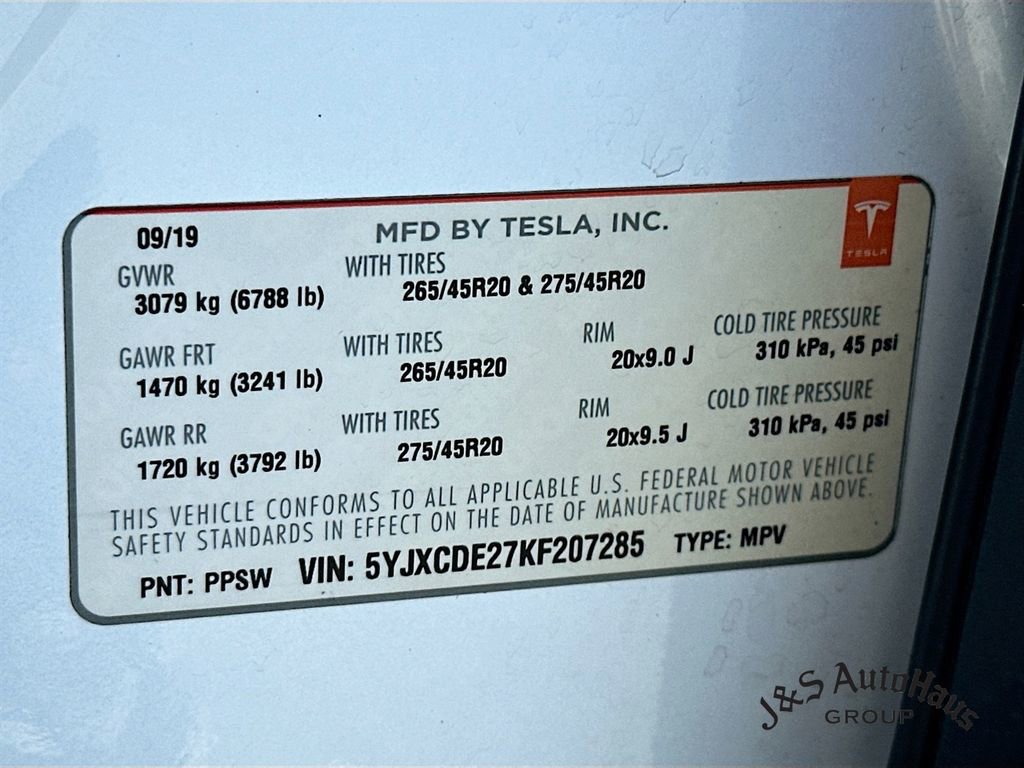 09/19
MFD BY TESLA, INC.
TESLA
GVWR WITH TIRES
3079 kg (6788 lb) 265/45R20 & 275/45R20
GAWR FRT WITH TIRES RIM COLD TIRE PRESSURE
1470 kg (3241 lb) 265/45R20 20x9.0 J 310 kPa, 45 psi
GAWR RR WITH TIRES RIM COLD TIRE PRESSURE
1720 kg (3792 lb) 275/45R20 20x9.5 J 310 kPa, 45 psi
THIS VEHICLE CONFORMS TO ALL APPLICABLE U.S. FEDERAL MOTOR VEHICLE
SAFETY STANDARDS IN EFFECT ON THE DATE OF MANUFACTURE SHOWN ABOVE.
PNT: PPSW VIN: 5YJXCDE27KF207285 TYPE: MPV
J&S AutoHaus
GROUP